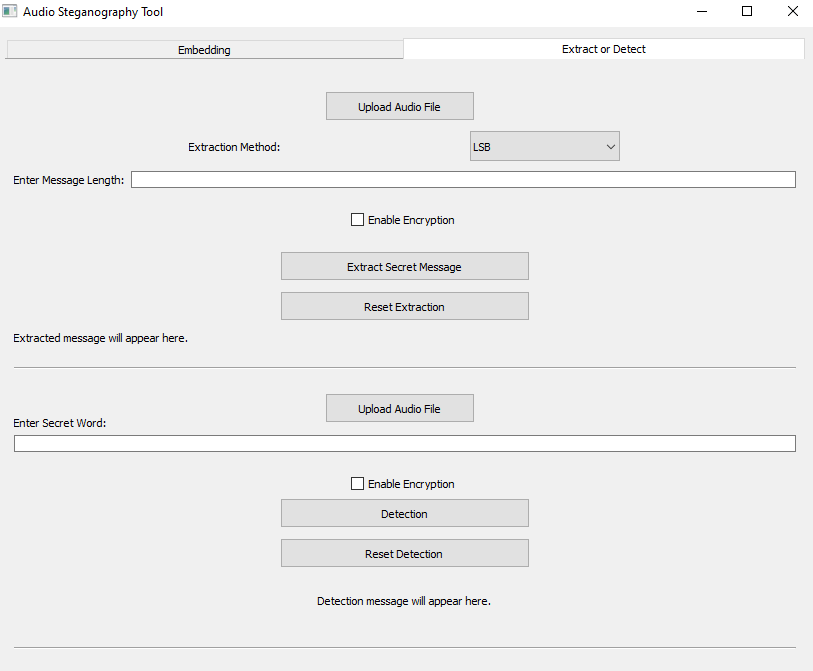 Audio Steganography Tool
Embedding
Extract or Detect
Upload Audio File
Extraction Method:
LSB
Enter Message Length:
Enable Encryption
Extract Secret Message
Reset Extraction
Extracted message will appear here.
Upload Audio File
Enter Secret Word:
Enable Encryption
Detection
Reset Detection
Detection message will appear here.